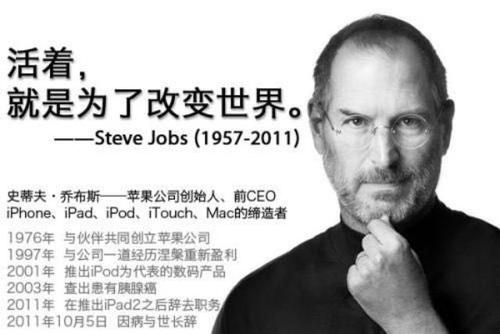 活着，
就是为了改变世界。
——Steve Jobs (1957-2011)
史蒂夫·乔布斯——苹果公司创始人、前CEO
iPhone、iPad、iPod、iTouch、Mac的缔造者
1976年 与伙伴共同创立苹果公司
1997年 与公司一道经历涅槃重新盈利
2001年 推出iPod为代表的数码产品
2003年 查出患有胰腺癌
2011年 在推出iPad2之后辞去职务
2011年10月5日 因病与世长辞